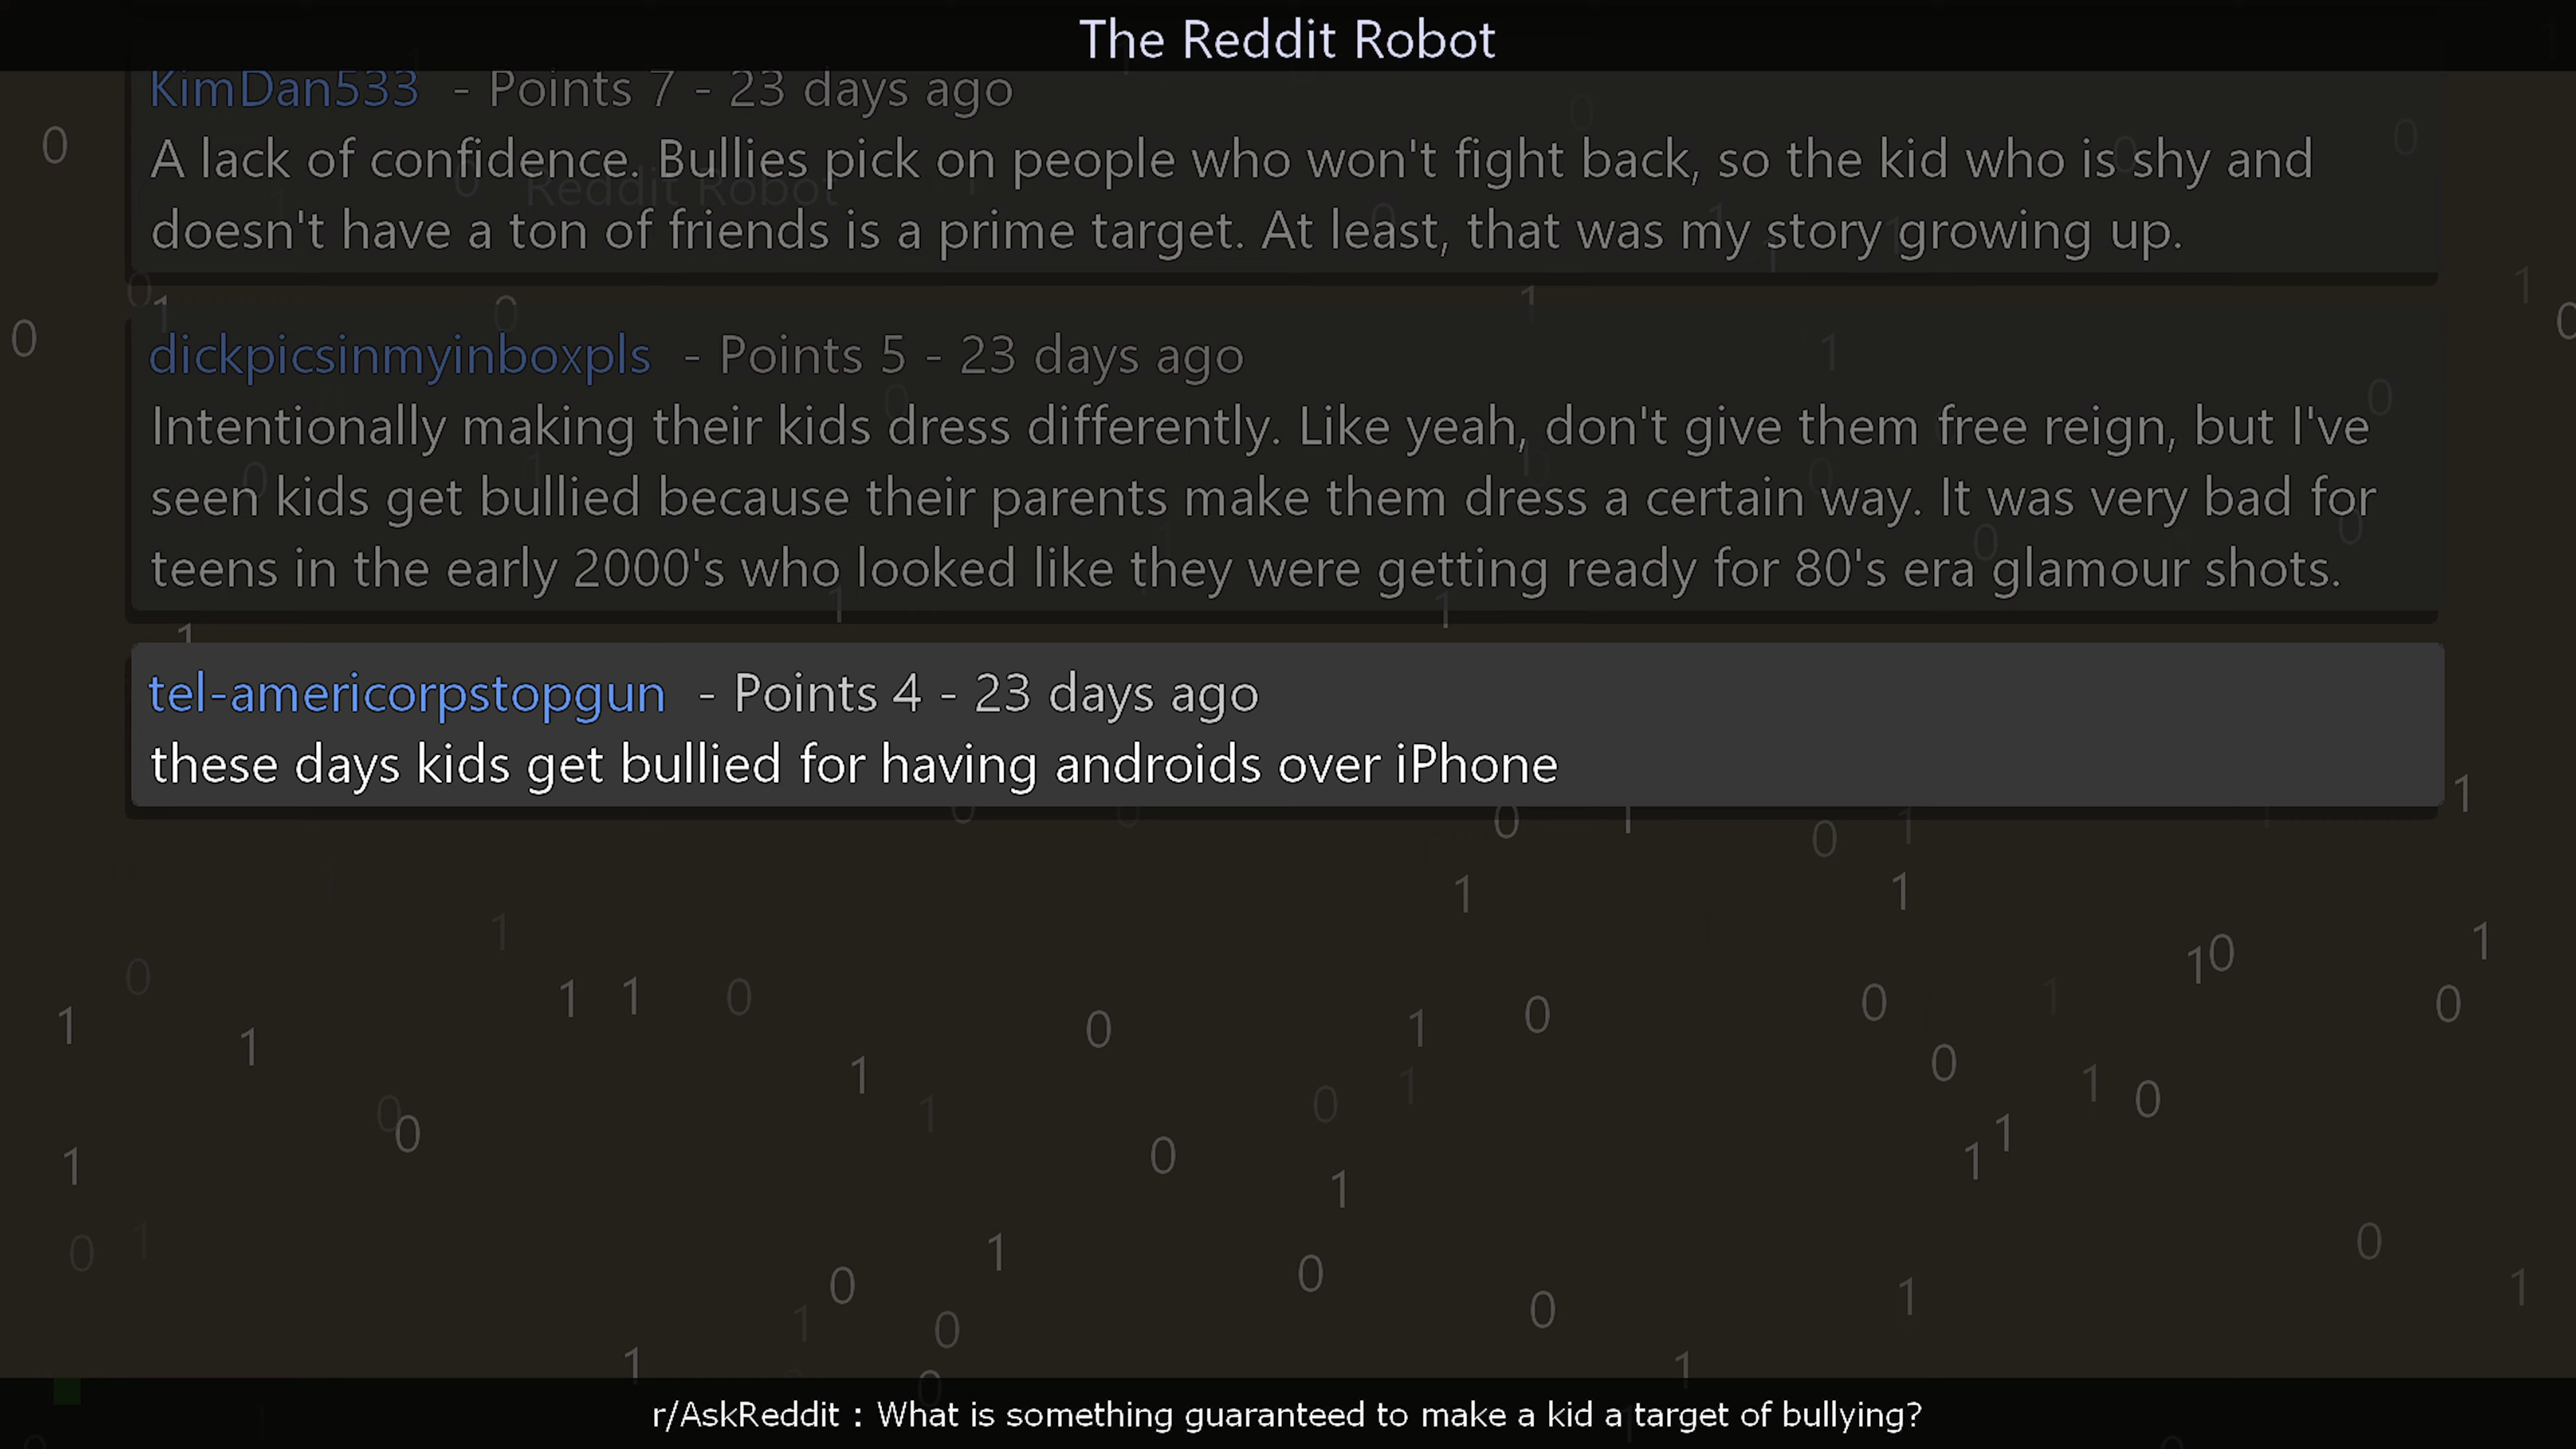 The Reddit Robot
KimDan533 - Points 7 - 23 days ago
A lack of confidence. Bullies pick on people who won't fight back, so the kid who is shy and
Reddit Robot
doesn't have a ton of friends is a prime target. At least, that was my story growing up.
dickpicsinmyinboxpls - Points 5 - 23 days ago
Intentionally making their kids dress differently. Like yeah, don't give them free reign, but I've
seen kids get bullied because their parents make them dress a certain way. It was very bad for
teens in the early 2000's who looked like they were getting ready for 80's era glamour shots.
tel-americorpstopgun - Points 4 - 23 days ago
these days kids get bullied for having androids over iPhone
r/AskReddit : What is something guaranteed to make a kid a target of bullying?